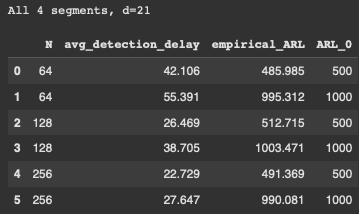 All 4 segments, d=21
N avg_detection_delay empirical_ARL ARL_0
0 64 42.106 485.985 500
1 64 55.391 995.312 1000
2 128 26.469 512.715 500
3 128 38.705 1003.471 1000
4 256 22.729 491.369 500
5 256 27.647 990.081 1000